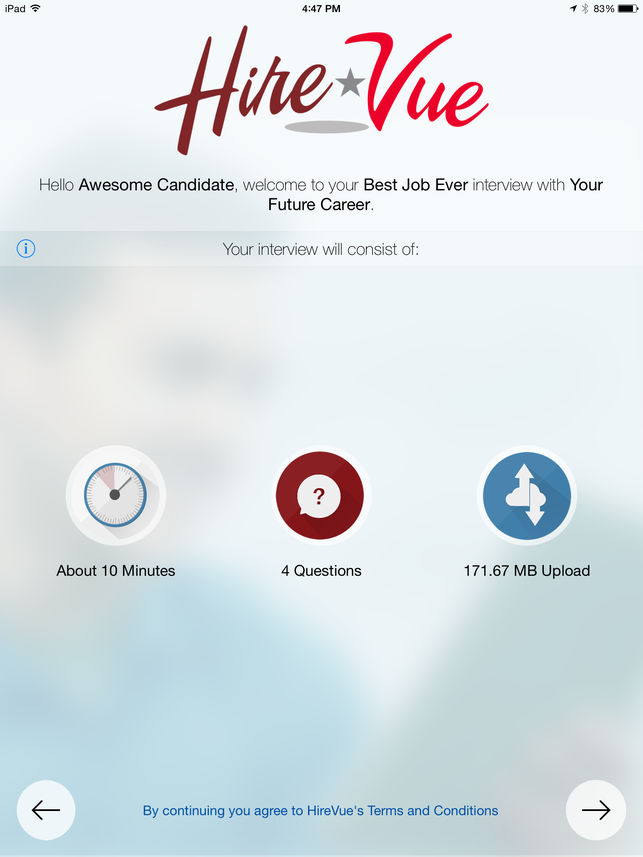 iPad 4:47 PM 83%
Hire Vue
Hello Awesome Candidate, welcome to your Best Job Ever interview with Your
Future Career.
i Your interview will consist of:
?
About 10 Minutes 4 Questions 171.67 MB Upload
By continuing you agree to HireVue's Terms and Conditions